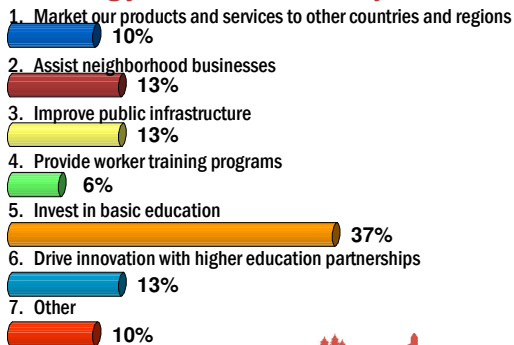 1. Market our products and services to other countries and regions
10%
2. Assist neighborhood businesses
13%
3. Improve public infrastructure
13%
4. Provide worker training programs
6%
5. Invest in basic education
37%
6. Drive innovation with higher education partnerships
13%
7. Other
10%